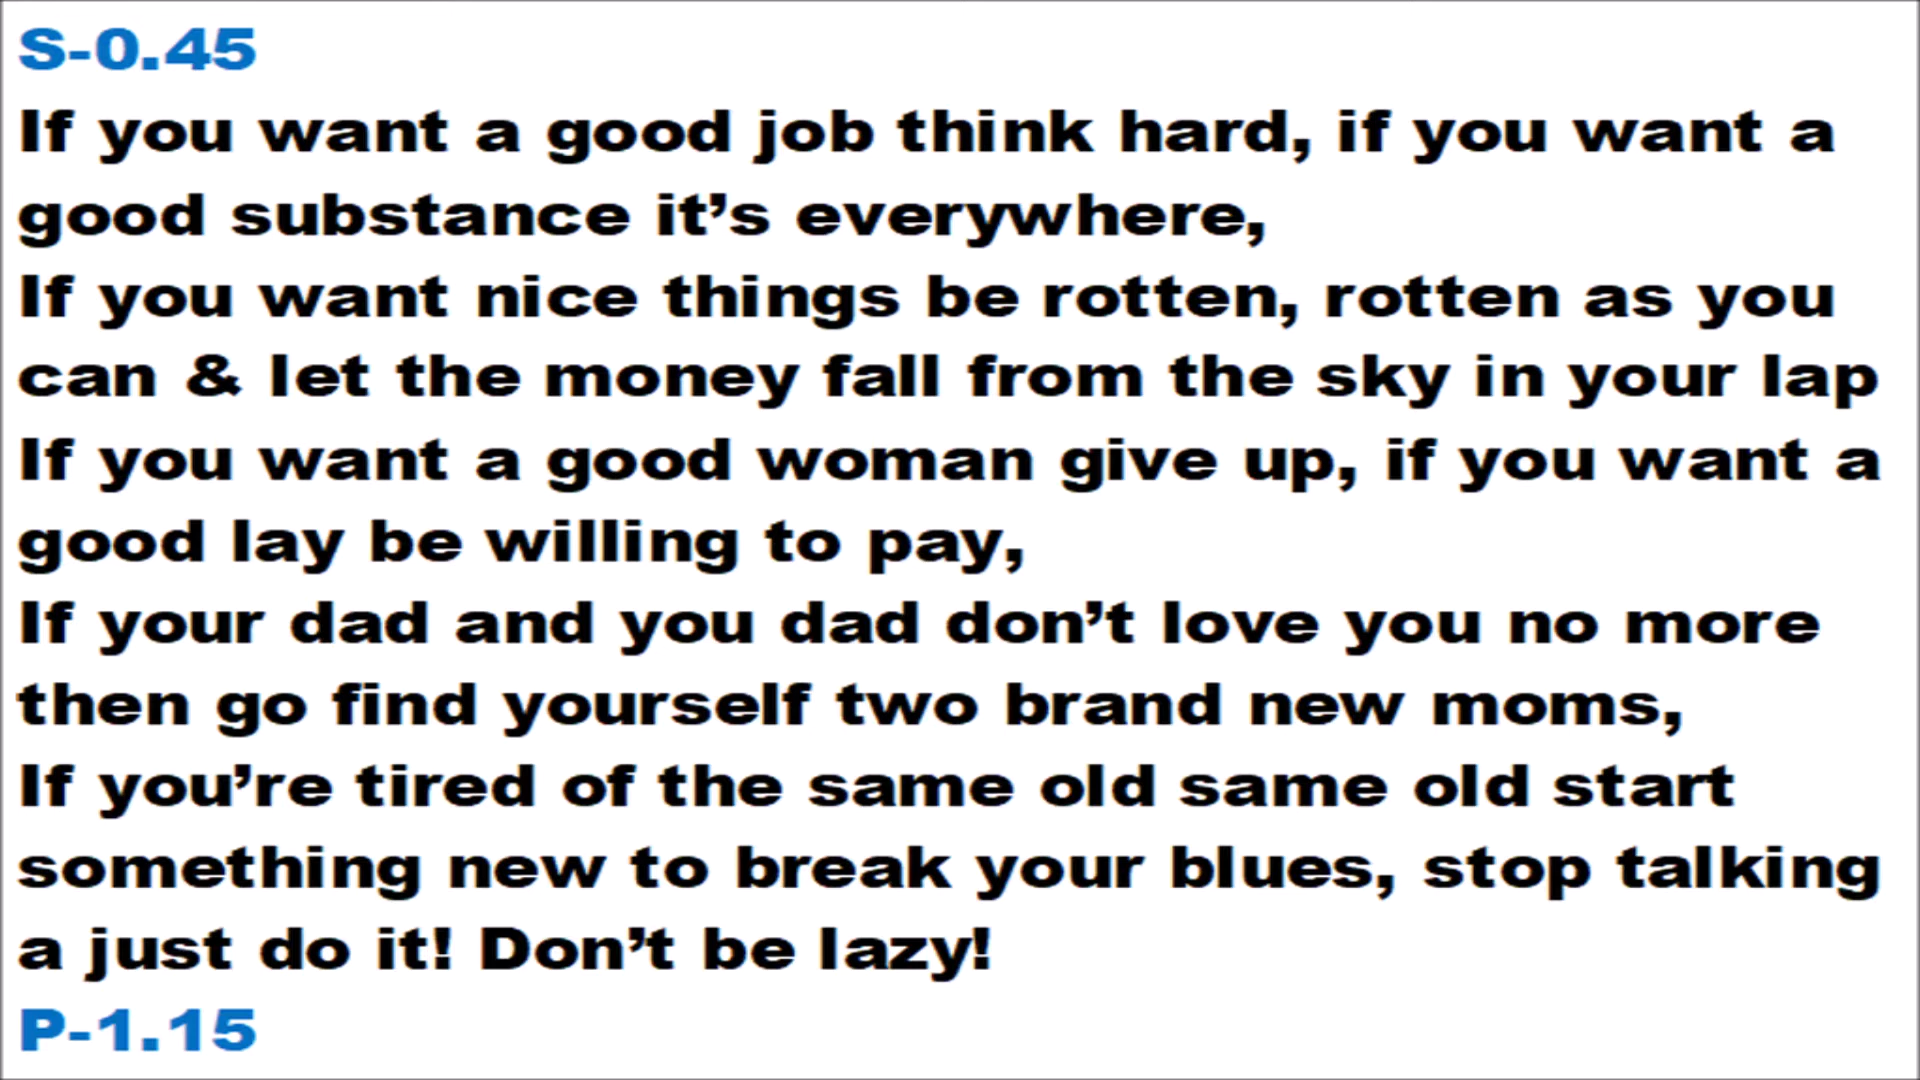 S-0.45
If you want a good job think hard, if you want a
good substance it’s everywhere,
If you want nice things be rotten, rotten as you
can & let the money fall from the sky in your lap
If you want a good woman give up, if you want a
good lay be willing to pay,
If your dad and you dad don’t love you no more
then go find yourself two brand new moms,
If you’re tired of the same old same old start
something new to break your blues, stop talking
a just do it! Don’t be lazy!
P-1.15